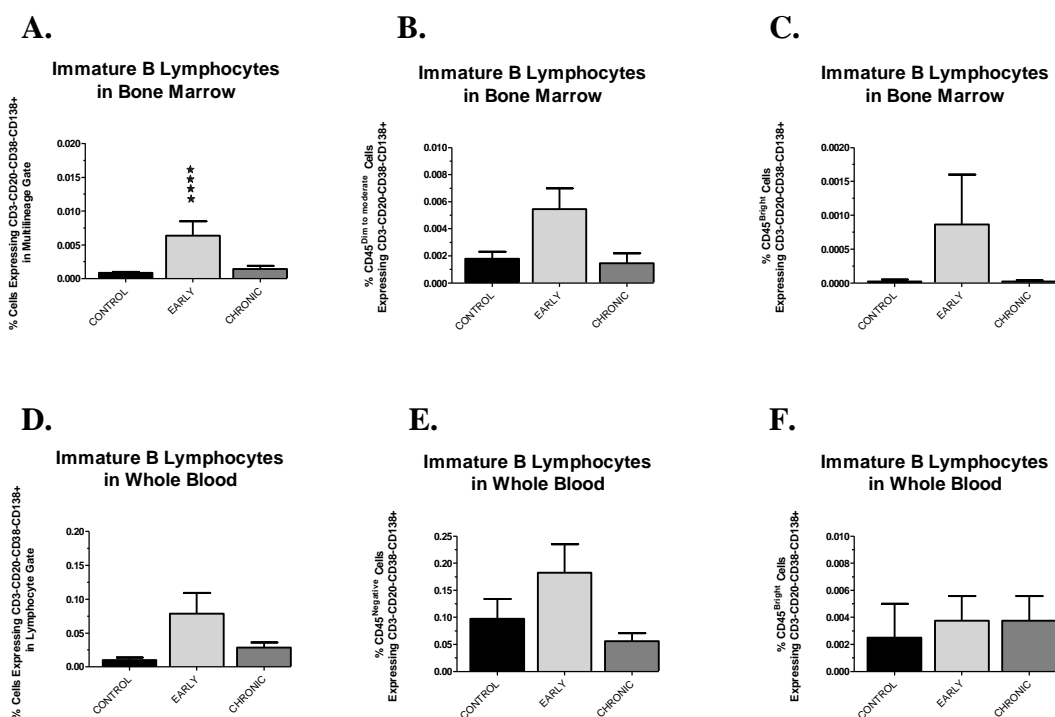 A.
Immature B Lymphocytes
in Bone Marrow
% Cells Expressing CD3-CD20-CD38-CD138+
in Multilineage Gate
0.020
0.015
0.010
0.005
0.000
CONTROL
EARLY
CHRONIC
B.
Immature B Lymphocytes
in Bone Marrow
% CD45Dim to moderate Cells
Expressing CD3-CD20-CD38-CD138+
0.010
0.008
0.006
0.004
0.002
0.000
CONTROL
EARLY
CHRONIC
C.
Immature B Lymphocytes
in Bone Marrow
% CD45Bright Cells
Expressing CD3-CD20-CD38-CD138+
0.0020
0.0015
0.0010
0.0005
0.0000
CONTROL
EARLY
CHRONIC
D.
Immature B Lymphocytes
in Whole Blood
% Cells Expressing CD3-CD20-CD38-CD138+
in Lymphocyte Gate
0.20
0.15
0.10
0.05
0.00
CONTROL
EARLY
CHRONIC
E.
Immature B Lymphocytes
in Whole Blood
% CD45Negative Cells
Expressing CD3-CD20-CD38-CD138+
0.25
0.20
0.15
0.10
0.05
0.00
CONTROL
EARLY
CHRONIC
F.
Immature B Lymphocytes
in Whole Blood
% CD45Bright Cells
Expressing CD3-CD20-CD38-CD138+
0.010
0.008
0.006
0.004
0.002
0.000
CONTROL
EARLY
CHRONIC